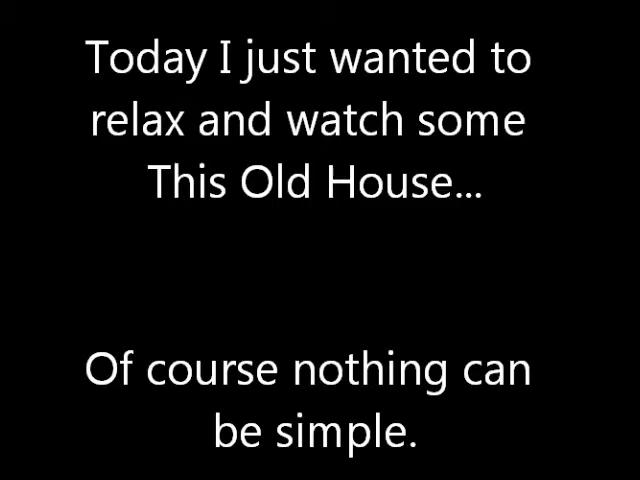 Today I just wanted to
relax and watch some
This Old House...
Of course nothing can
be simple.